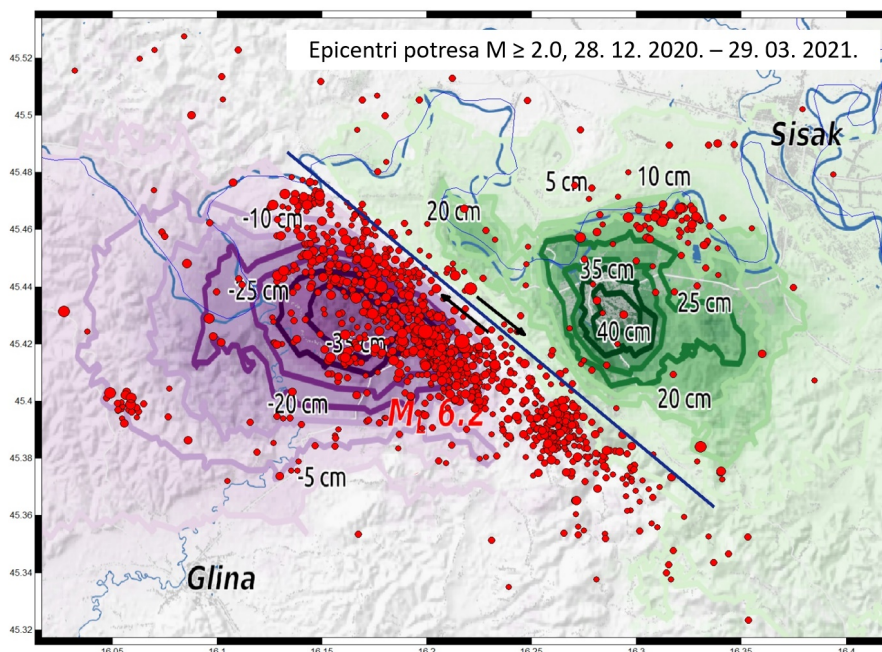 Epicentri potresa M ≥ 2.0, 28. 12. 2020. – 29. 03. 2021.
45.52
45.5
Sisak
45.48
5 cm
10 cm
-10 cm
20 cm
45.46
35 cm
-25 cm
25 cm
45.44
40 cm
-35 cm
45.42
-20 cm
20 cm
45.4
ML 6.2
45.38
-5 cm
45.36
Glina
45.34
45.32
16.05
16.1
16.15
16.2
16.25
16.3
16.35
16.4